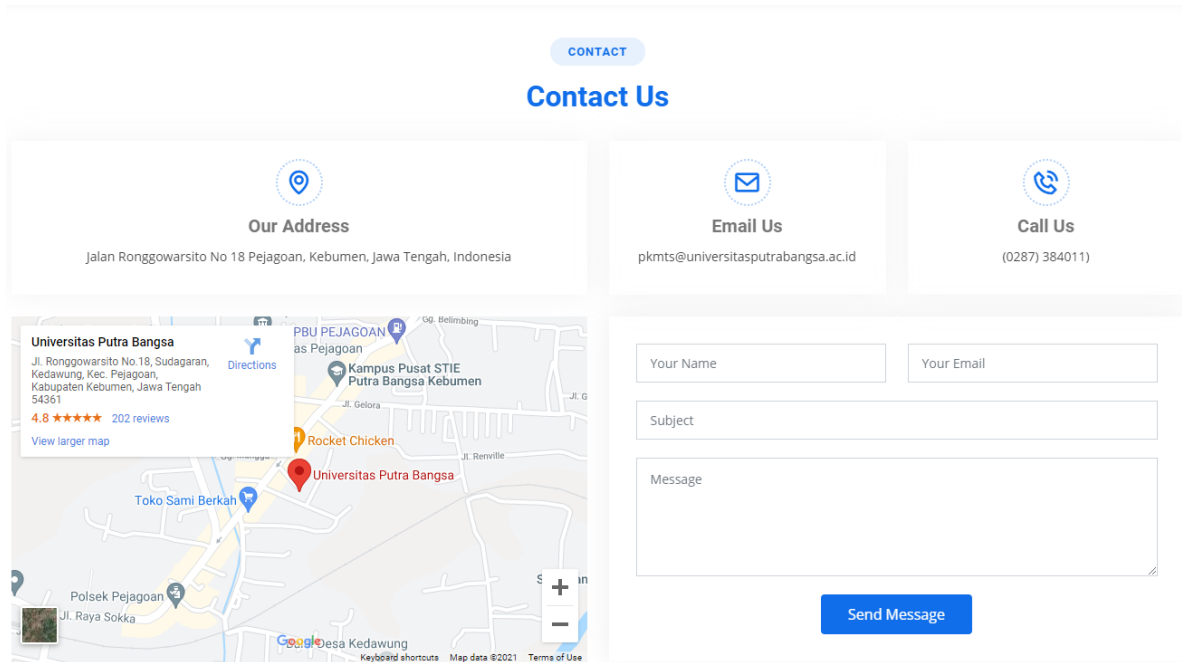 CONTACT
Contact Us
Our Address
Jalan Ronggowarsito No 18 Pejagoan, Kebumen, Jawa Tengah, Indonesia
Email Us
pkmts@universitasputrabangsa.ac.id
Call Us
(0287) 384011)
Universitas Putra Bangsa
Jl. Ronggowarsito No.18, Sudagaran,
Kedawung, Kec. Pejagoan,
Kabupaten Kebumen, Jawa Tengah
54361
4.8
202 reviews
View larger map
Directions
PBU PEJAGOAN
as Pejagoan
Gg. Belimbing
Kampus Pusat STIE
Putra Bangsa Kebumen
Jl. Gelora
Jl. G
Rocket Chicken
Jl. Renville
Universitas Putra Bangsa
Toko Sami Berkah
Polsek Pejagoan
Jl. Raya Sokka
Google
Desa Kedawung
Keyboard shortcuts
Map data ©2021
Terms of Use
Your Name
Your Email
Subject
Message
Send Message